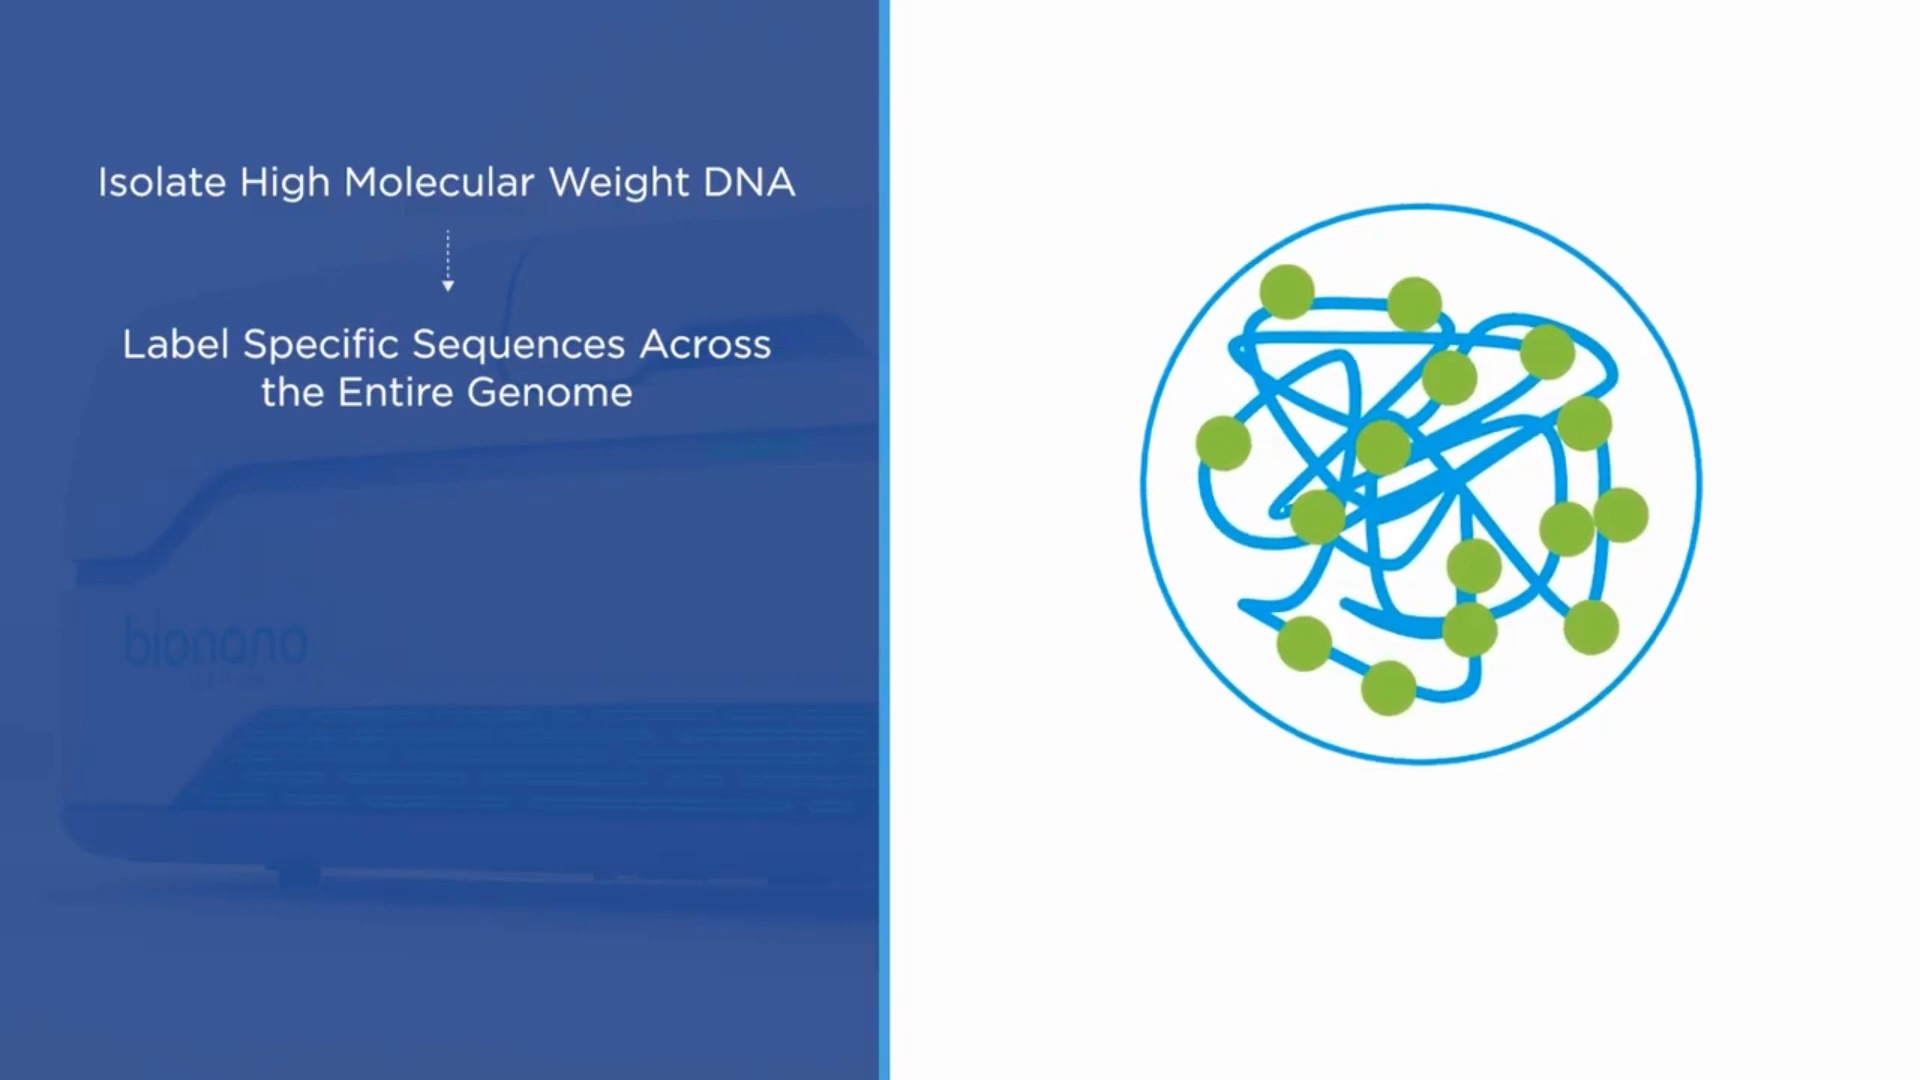 Isolate High Molecular Weight DNA
Label Specific Sequences Across
the Entire Genome
bionano